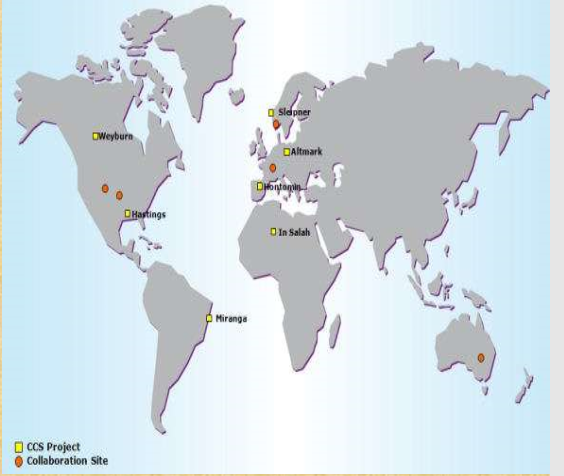 Sleipner
Weyburn
Altmark
Hontomin
Hastings
In Salah
Miranga
CCS Project
Collaboration Site